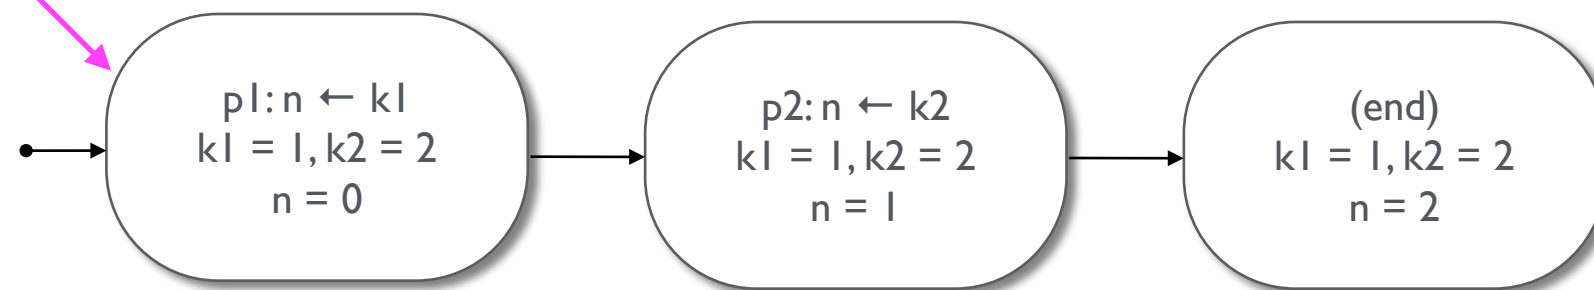 p1: n ← k1
k1 = 1, k2 = 2
n = 0
p2: n ← k2
k1 = 1, k2 = 2
n = 1
(end)
k1 = 1, k2 = 2
n = 2